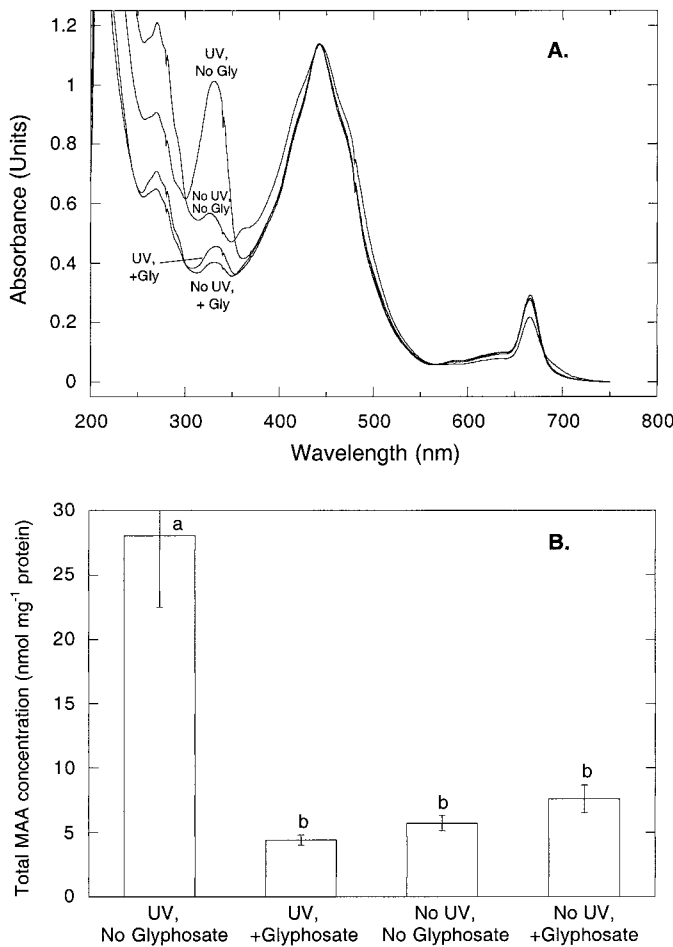 A.
1.2
1
0.8
0.6
0.4
0.2
0
Absorbance (Units)
UV,
No Gly
No UV,
No Gly
UV,
+Gly
No UV,
+ Gly
200 300 400 500 600 700 800
Wavelength (nm)
B.
30
25
20
15
10
5
0
Total MAA concentration (nmol mg-1 protein)
a
b
b
b
UV,
No Glyphosate
UV,
+Glyphosate
No UV,
No Glyphosate
No UV,
+Glyphosate